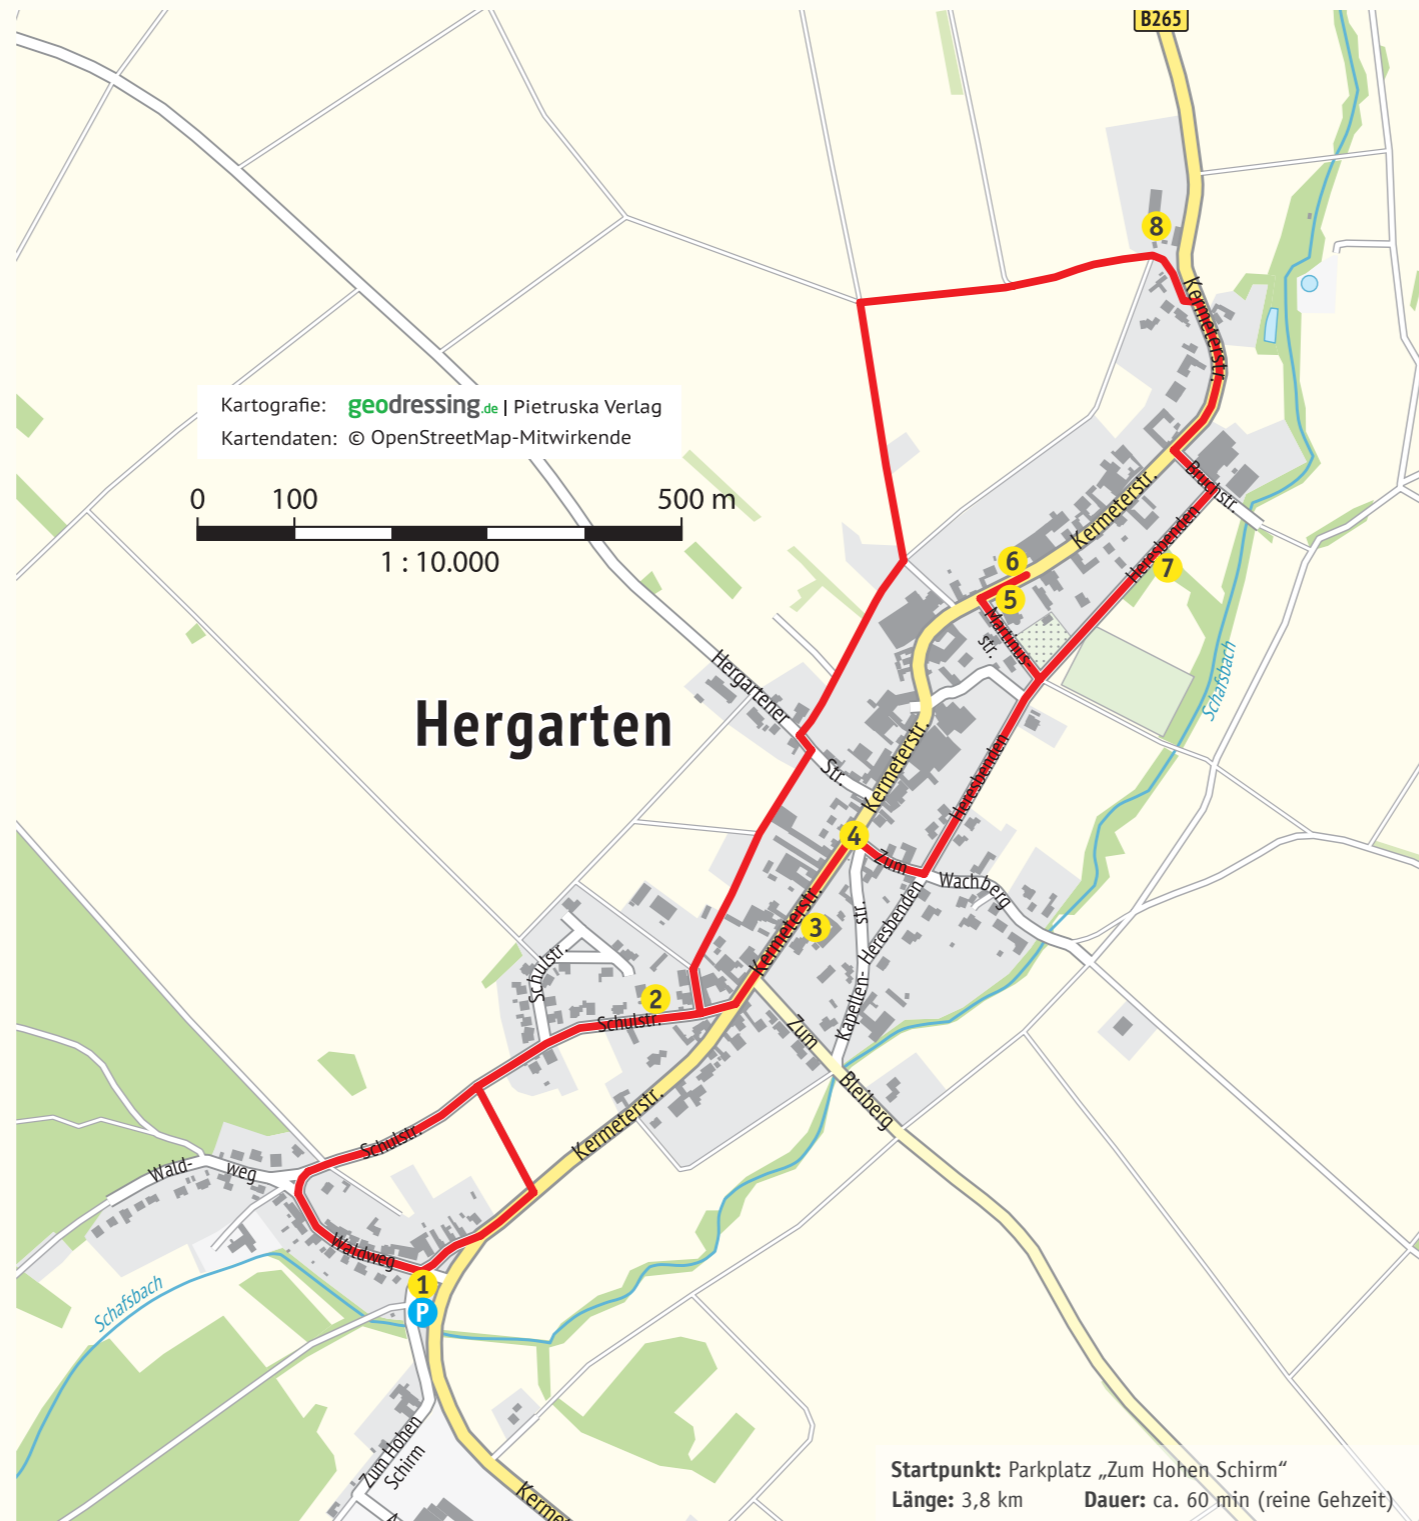 B265
8
Kermeterstr.
Kartografie: geodressing.de | Pietruska Verlag
Kartendaten: © OpenStreetMap-Mitwirkende
0 100 500 m
1 : 10.000
Bruchstr.
Kermeterstr.
Heresbenden
6
7
5
Martinus-
str.
Schafsbach
Hergartener
Str.
Hergarten
Kermeterstr.
Heresbenden
4
Zum
Wachberg
Kermeterstr.
3
Kapellen-
str.
Heresbenden
Schulstr.
2
Schulstr.
Zum
Bleiberg
Kermeterstr.
Schulstr.
Wald-
weg
Waldweg
1
P
Schafsbach
Zum Hohen
Schirm
Kermet
A
Startpunkt: Parkplatz „Zum Hohen Schirm“
Länge: 3,8 km Dauer: ca. 60 min (reine Gehzeit)